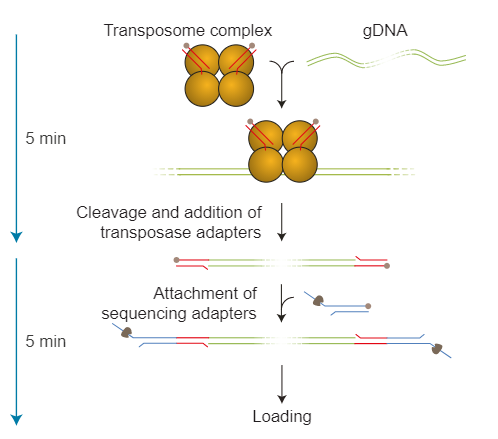 Transposome complex
gDNA
5 min
Cleavage and addition of
transposase adapters
Attachment of
sequencing adapters
5 min
Loading